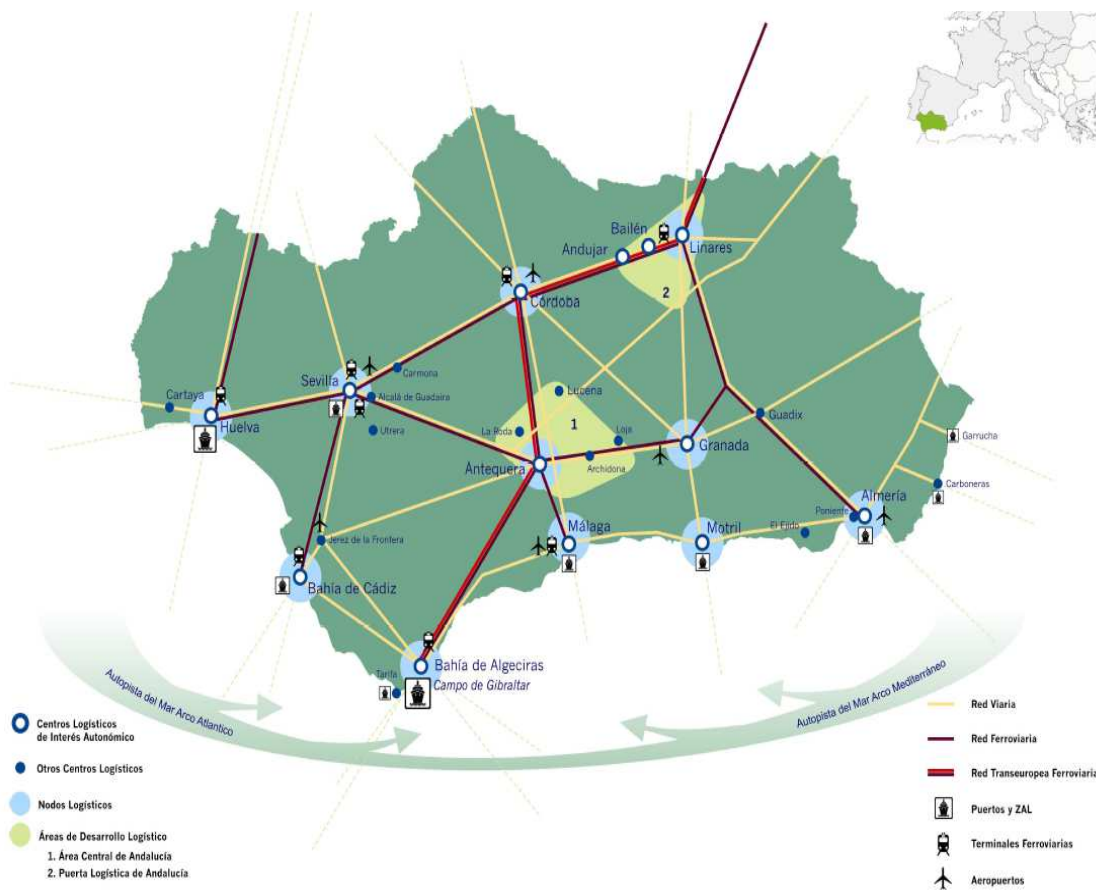 Bailén
Linares
Andujar
2
Córdoba
Sevilla
Carmona
Cartaya
Alcalá de Guadaira
Lucena
Huelva
Utrera
La Roda
1
Loja
Guadix
Granada
Garrucha
Antequera
Archidona
Carboneras
Almería
Poniente
Málaga
Motril
El Ejido
Jerez de la Frontera
Bahía de Cádiz
Bahía de Algeciras
Tarifa
Campo de Gibraltar
Autopista del Mar Arco Atlantico
Autopista del Mar Arco Mediterráneo
Centros Logísticos
de Interés Autonómico
Otros Centros Logísticos
Nodos Logísticos
Áreas de Desarrollo Logístico
1. Área Central de Andalucía
2. Puerta Logística de Andalucía
Red Viaria
Red Ferroviaria
Red Transeuropea Ferroviaria
Puertos y ZAL
Terminales Ferroviarias
Aeropuertos